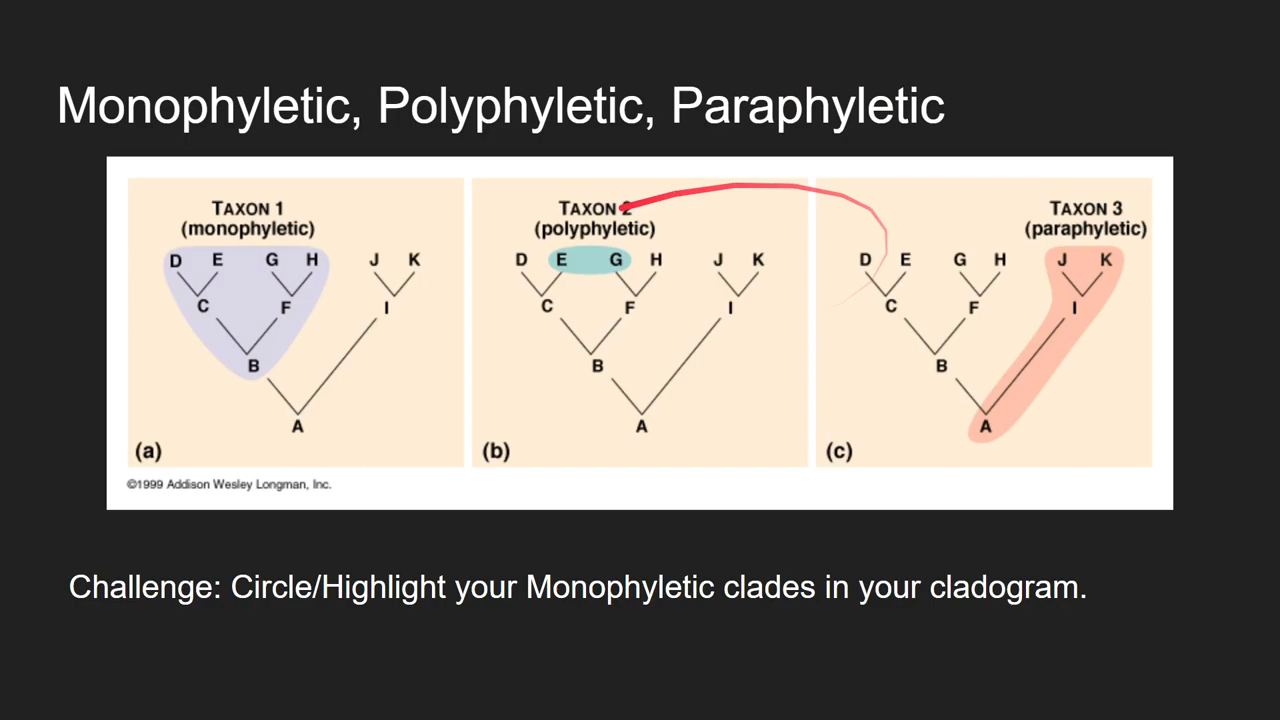 Monophyletic, Polyphyletic, Paraphyletic
TAXON 1
(monophyletic)
D E G H J K
C F I
B
A
(a)
TAXON 2
(polyphyletic)
D E G H J K
C F I
B
A
(b)
TAXON 3
(paraphyletic)
D E G H J K
C F I
B
A
(c)
©1999 Addison Wesley Longman, Inc.
Challenge: Circle/Highlight your Monophyletic clades in your cladogram.